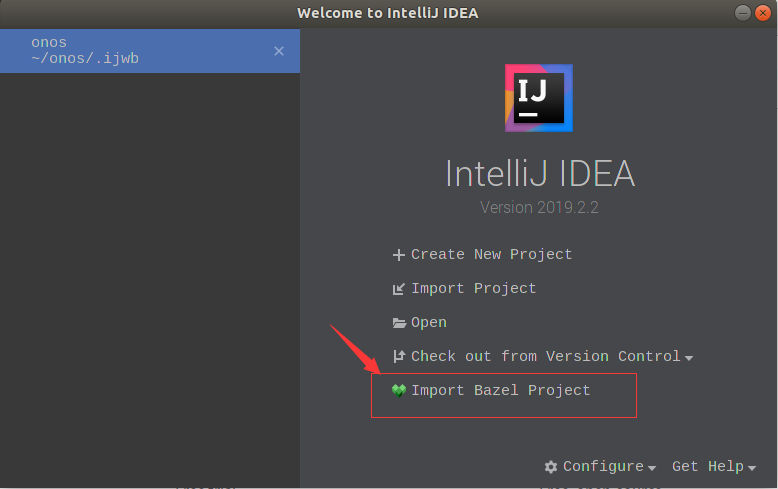 Welcome to IntelliJ IDEA
onos
~/onos/.ijwb
IJ
IntelliJ IDEA
Version 2019.2.2
Create New Project
Import Project
Open
Check out from Version Control
Import Bazel Project
Configure
Get Help